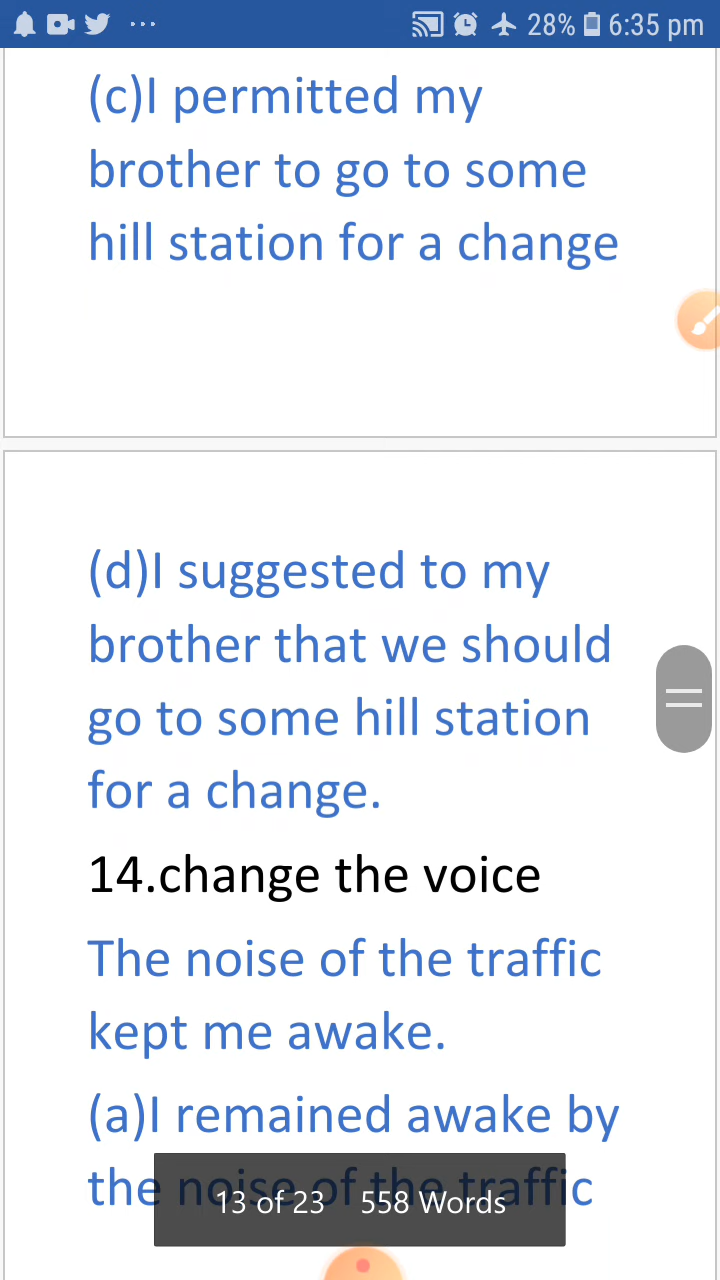 28% 6:35 pm
(c)I permitted my
brother to go to some
hill station for a change
(d)I suggested to my
brother that we should
go to some hill station
for a change.
14.change the voice
The noise of the traffic
kept me awake.
(a)I remained awake by
the noise of the traffic
13 of 23 558 Words